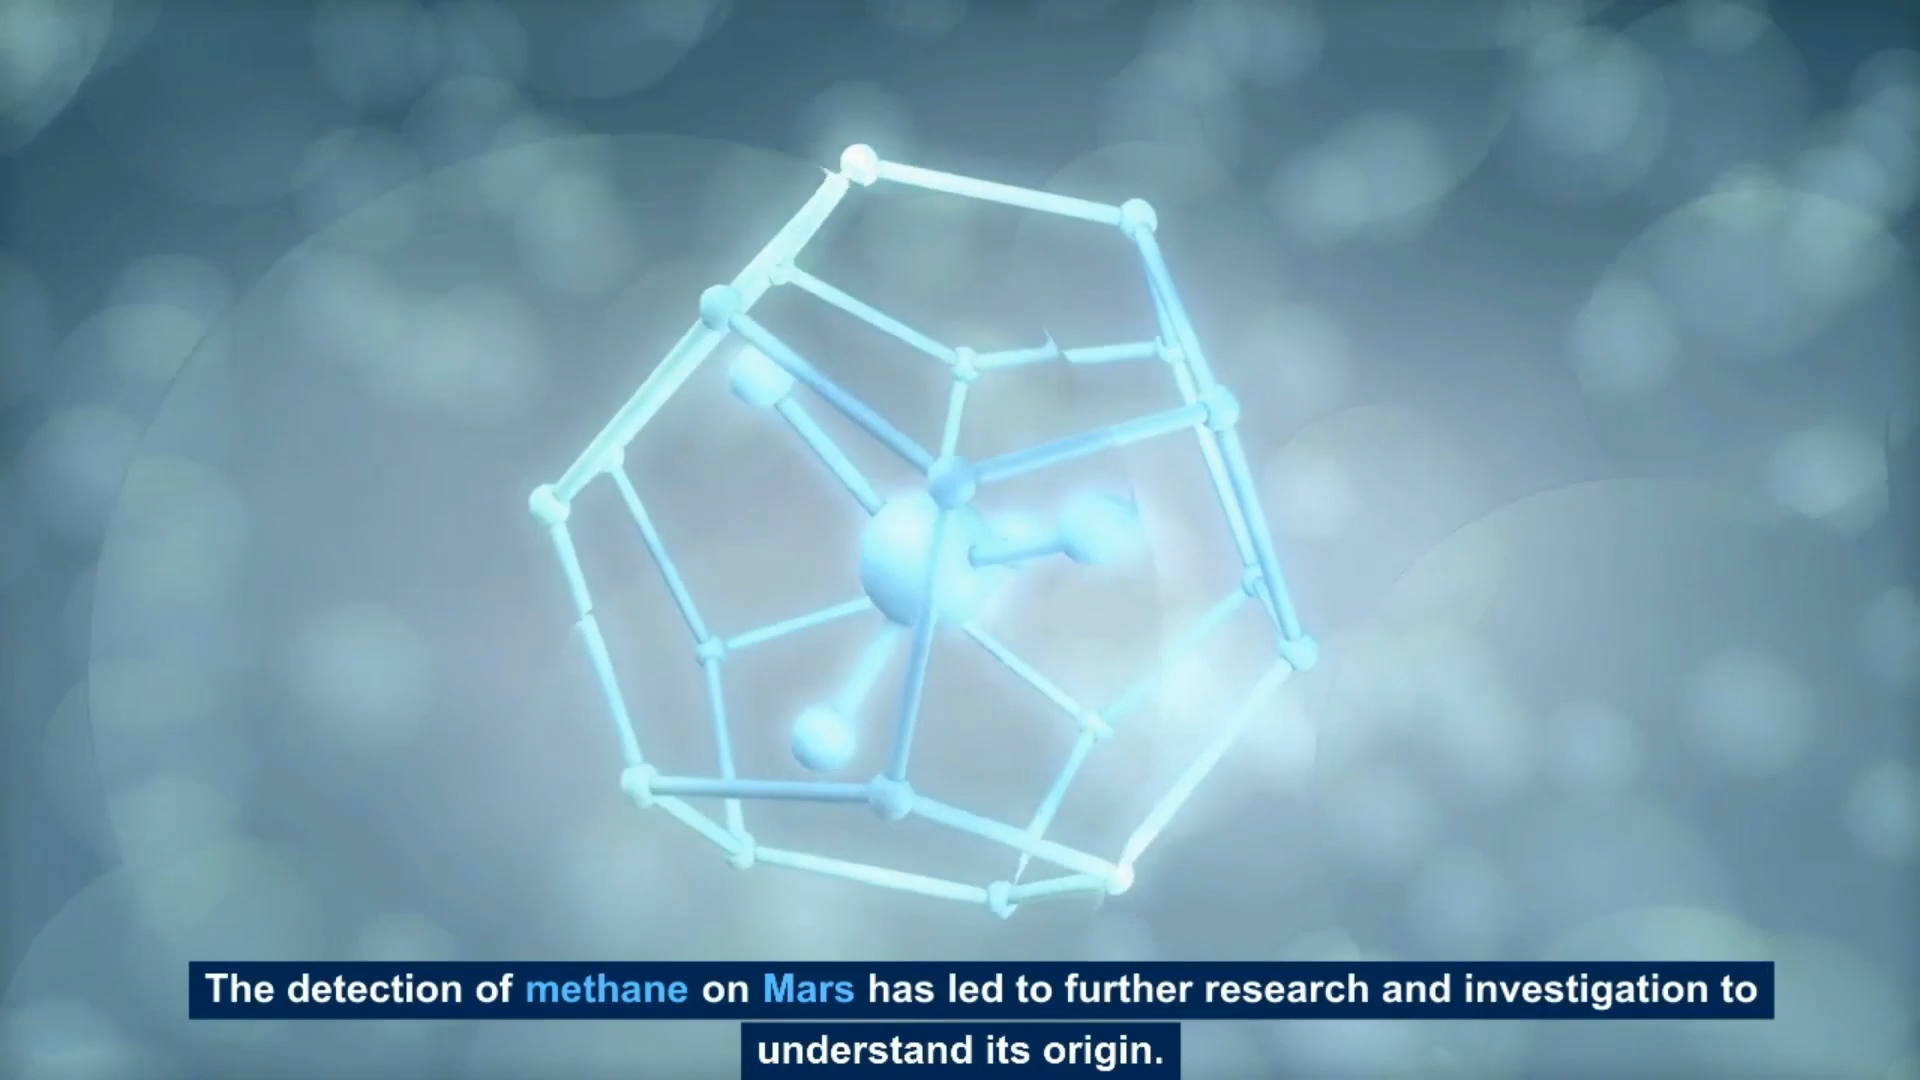 The detection of methane on Mars has led to further research and investigation to
understand its origin.